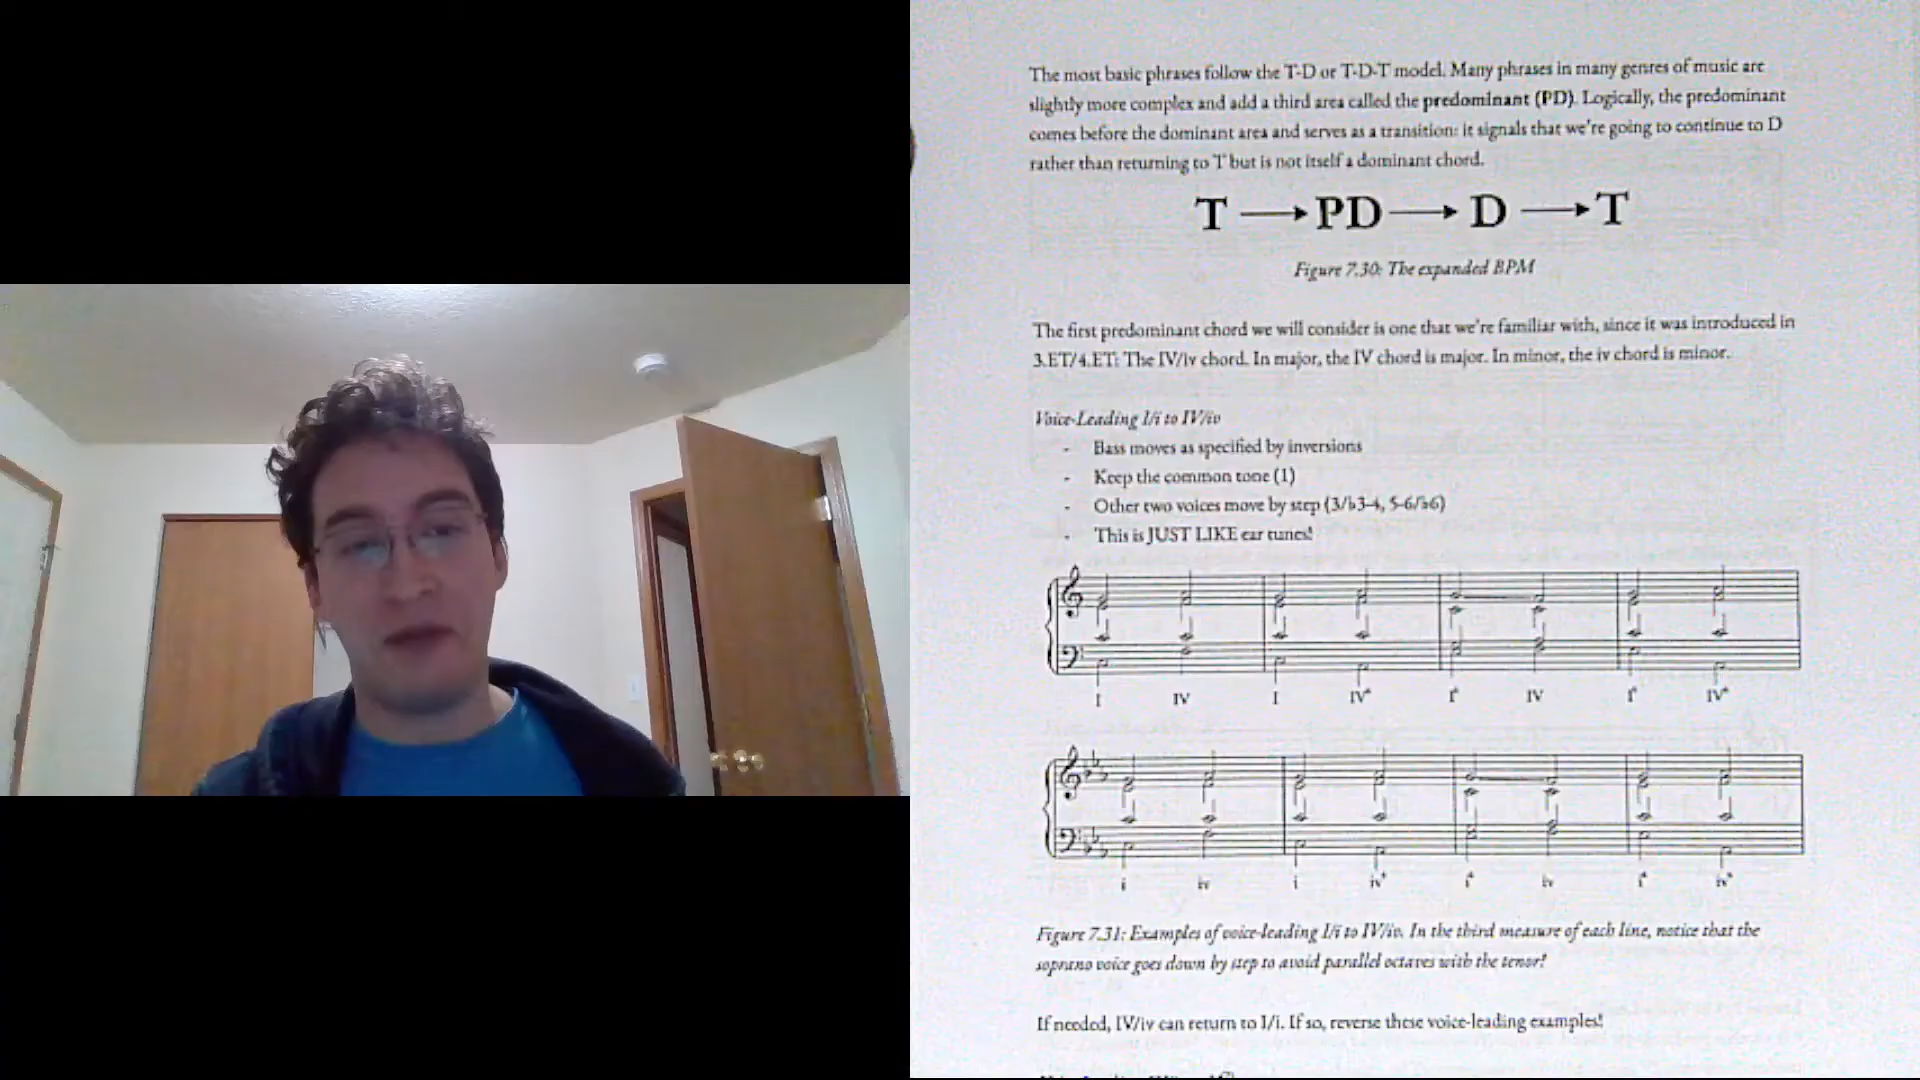 The most basic phrases follow the T-D or T-D-T model. Many phrases in many genres of music are
slightly more complex and add a third area called the predominant (PD). Logically, the predominant
comes before the dominant area and serves as a transition: it signals that we're going to continue to D
rather than returning to T but is not itself a dominant chord.
T → PD → D → T
Figure 7.30: The expanded BPM
The first predominant chord we will consider is one that we're familiar with, since it was introduced in
3.ET/4.ET: The IV/iv chord. In major, the IV chord is major. In minor, the iv chord is minor.
Voice-Leading I/i to IV/iv
- Bass moves as specified by inversions
- Keep the common tone (1)
- Other two voices move by step (3/♭3-4, 5-6/♭6)
- This is JUST LIKE ear tunes!
I IV I IV⁶ I⁶ IV I⁶ IV⁶
i iv i iv⁶ i⁶ iv i⁶ iv⁶
Figure 7.31: Examples of voice-leading I/i to IV/iv. In the third measure of each line, notice that the
soprano voice goes down by step to avoid parallel octaves with the tenor!
If needed, IV/iv can return to I/i. If so, reverse these voice-leading examples!